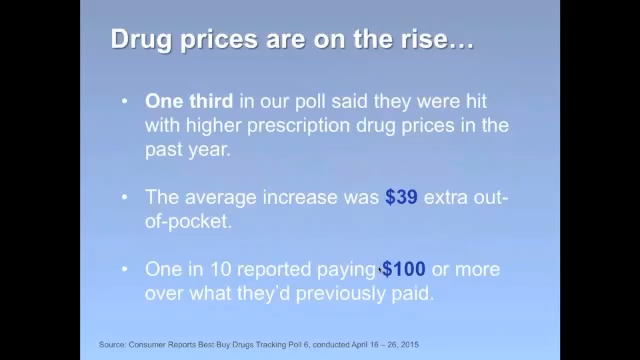 Drug prices are on the rise…
• One third in our poll said they were hit
with higher prescription drug prices in the
past year.
• The average increase was $39 extra out-
of-pocket.
• One in 10 reported paying $100 or more
over what they'd previously paid.
Source: Consumer Reports Best Buy Drugs Tracking Poll 6, conducted April 16 – 26, 2015